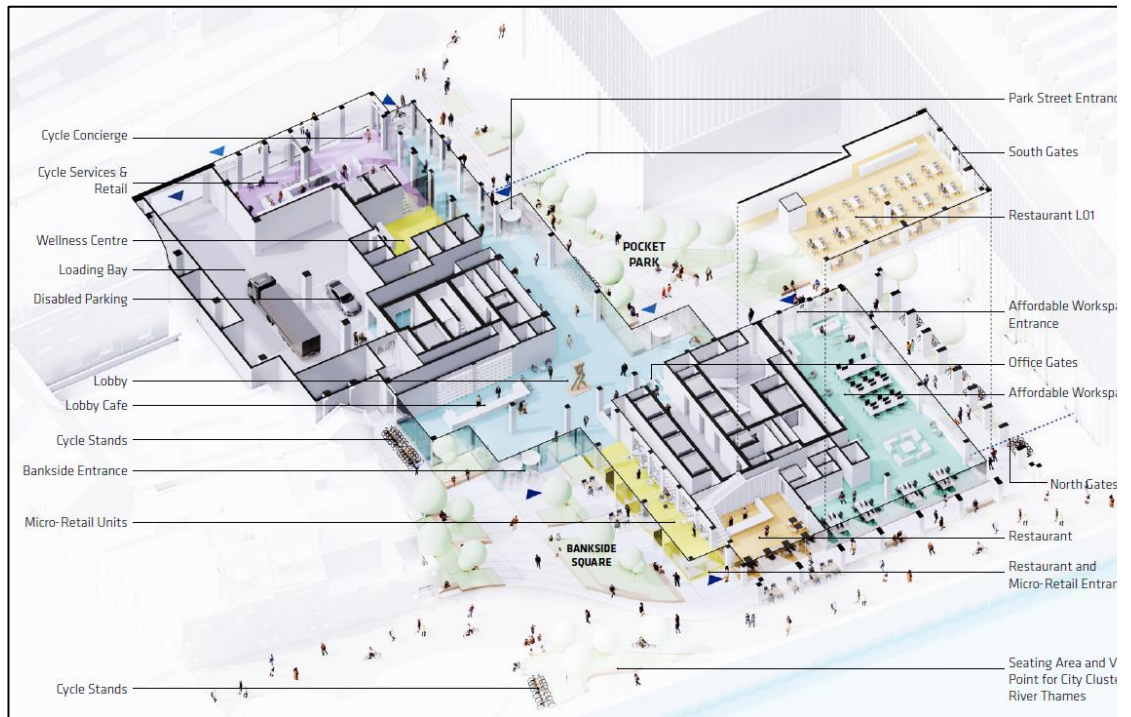 Cycle Concierge
Cycle Services &
Retail
Wellness Centre
Loading Bay
Disabled Parking
Lobby
Lobby Cafe
Cycle Stands
Bankside Entrance
Micro-Retail Units
Cycle Stands
POCKET
PARK
BANKSIDE
SQUARE
Park Street Entranc
South Gates
Restaurant L01
Affordable Workspa
Entrance
Office Gates
Affordable Workspa
North Gates
Restaurant
Restaurant and
Micro-Retail Entran
Seating Area and V
Point for City Cluste
River Thames